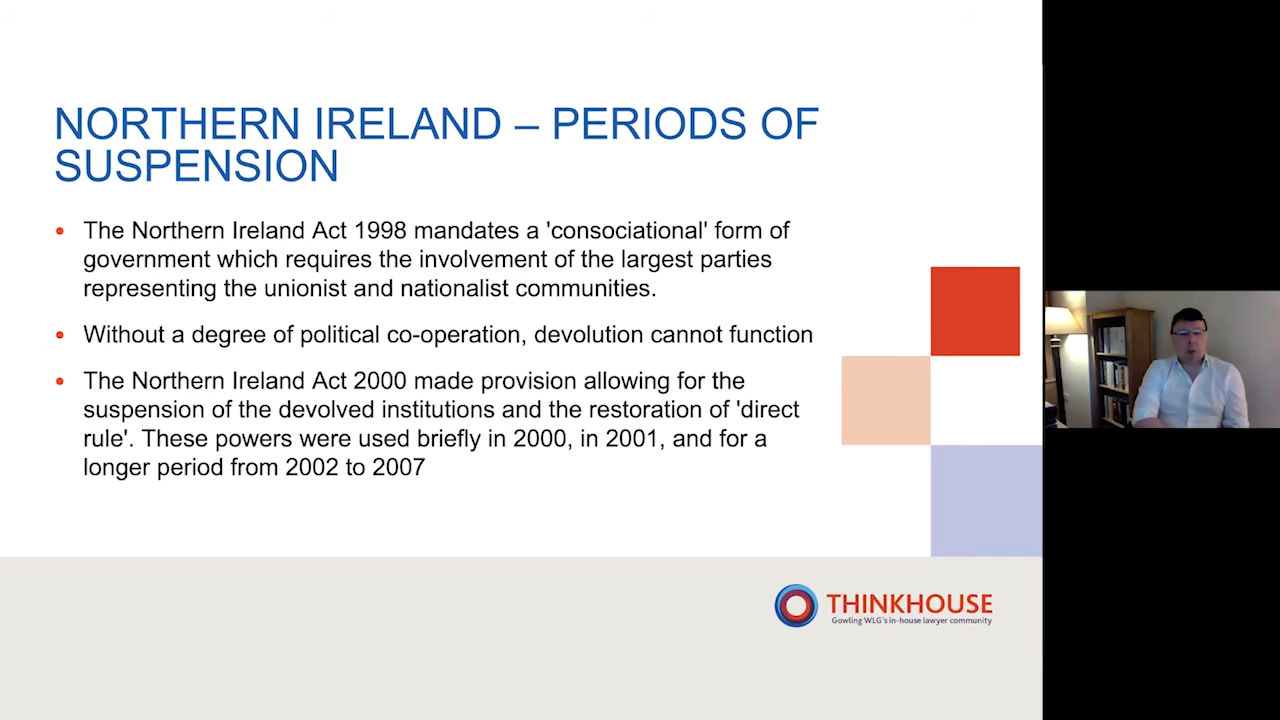 NORTHERN IRELAND – PERIODS OF
SUSPENSION
• The Northern Ireland Act 1998 mandates a 'consociational' form of
government which requires the involvement of the largest parties
representing the unionist and nationalist communities.
• Without a degree of political co-operation, devolution cannot function
• The Northern Ireland Act 2000 made provision allowing for the
suspension of the devolved institutions and the restoration of 'direct
rule'. These powers were used briefly in 2000, in 2001, and for a
longer period from 2002 to 2007
THINKHOUSE
Gowling WLG's in-house lawyer community